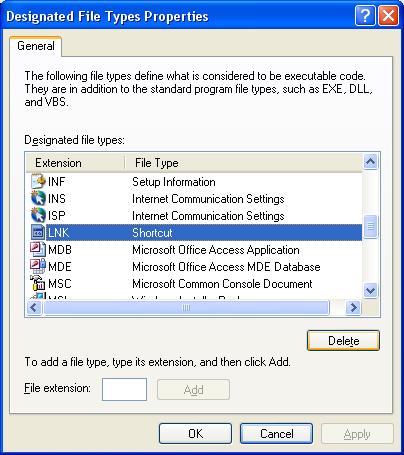 Designated File Types Properties
General
The following file types define what is considered to be executable code.
They are in addition to the standard program file types, such as EXE, DLL,
and VBS.
Designated file types:
Extension File Type
INF Setup Information
INS Internet Communication Settings
ISP Internet Communication Settings
LNK Shortcut
MDB Microsoft Office Access Application
MDE Microsoft Office Access MDE Database
MSC Microsoft Common Console Document
Delete
To add a file type, type its extension, and then click Add.
File extension: Add
OK Cancel Apply